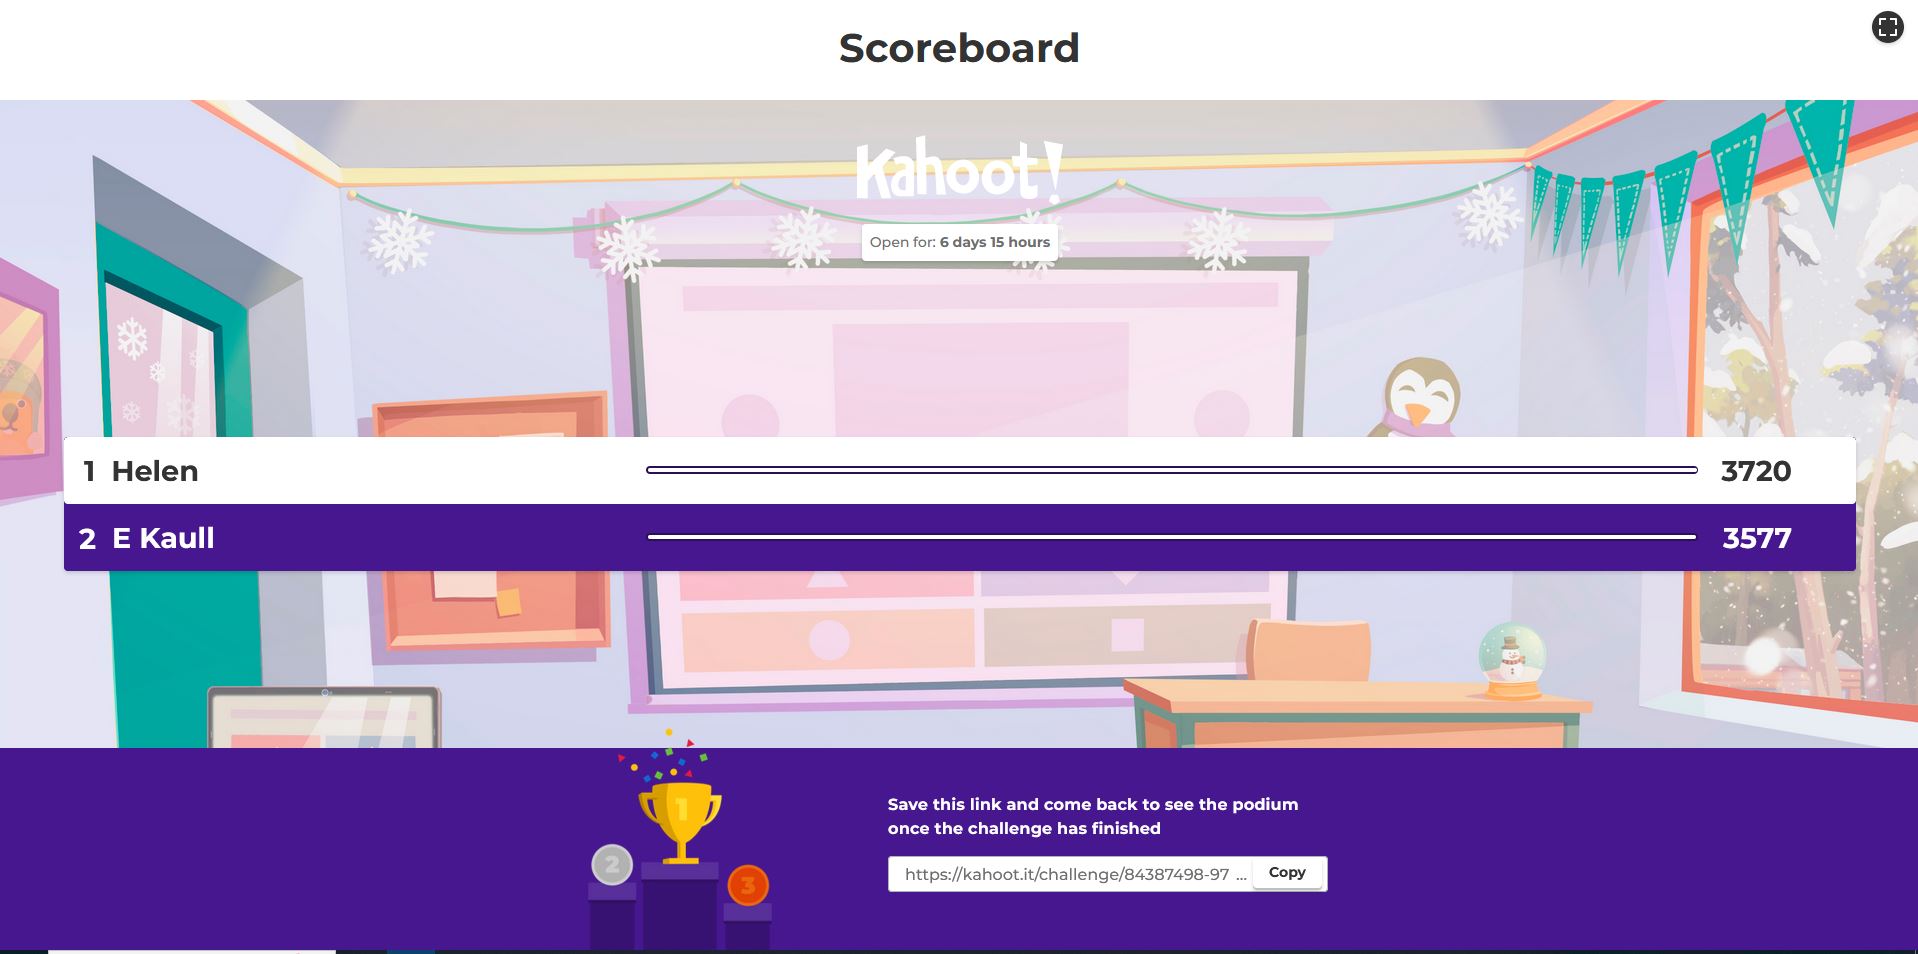 Scoreboard
Kahoot!
Open for: 6 days 15 hours
1 Helen 3720
2 E Kaull 3577
1
2
3
Save this link and come back to see the podium
once the challenge has finished
https://kahoot.it/challenge/84387498-97 ... Copy